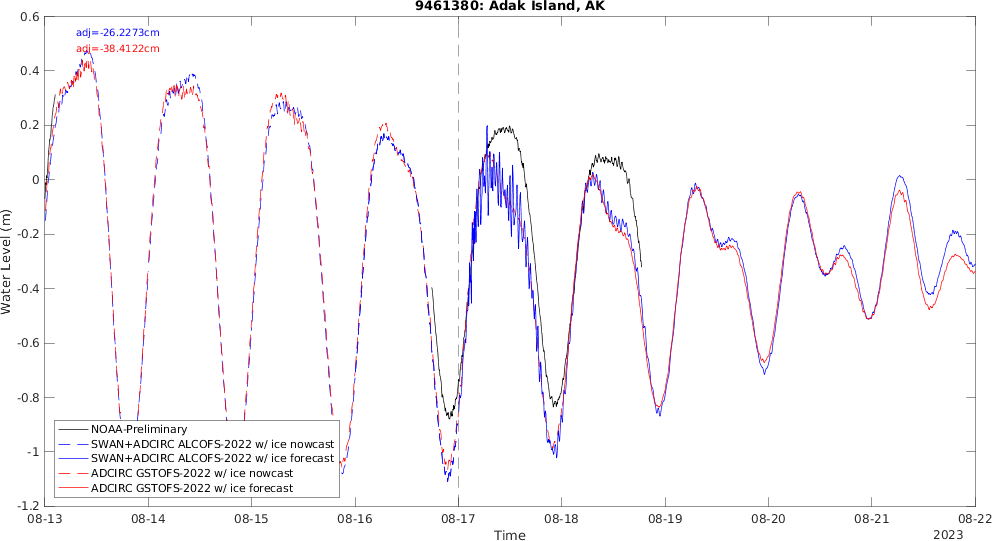 9461380: Adak Island, AK
0.6
adj=-26.2273cm
adj=-38.4122cm
0.4
0.2
0
-0.2
-0.4
-0.6
-0.8
-1
-1.2
Water Level (m)
NOAA-Preliminary
SWAN+ADCIRC ALCOFS-2022 w/ ice nowcast
SWAN+ADCIRC ALCOFS-2022 w/ ice forecast
ADCIRC GSTOFS-2022 w/ ice nowcast
ADCIRC GSTOFS-2022 w/ ice forecast
08-13 08-14 08-15 08-16 08-17 08-18 08-19 08-20 08-21 08-22
Time
2023